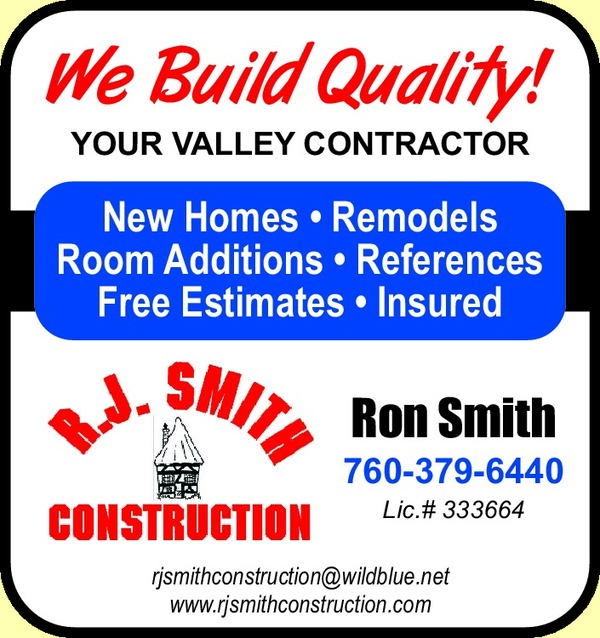 We Build Quality!
YOUR VALLEY CONTRACTOR
New Homes • Remodels
Room Additions • References
Free Estimates • Insured
R.J. SMITH
CONSTRUCTION
Ron Smith
760-379-6440
Lic.# 333664
rjsmithconstruction@wildblue.net
www.rjsmithconstruction.com